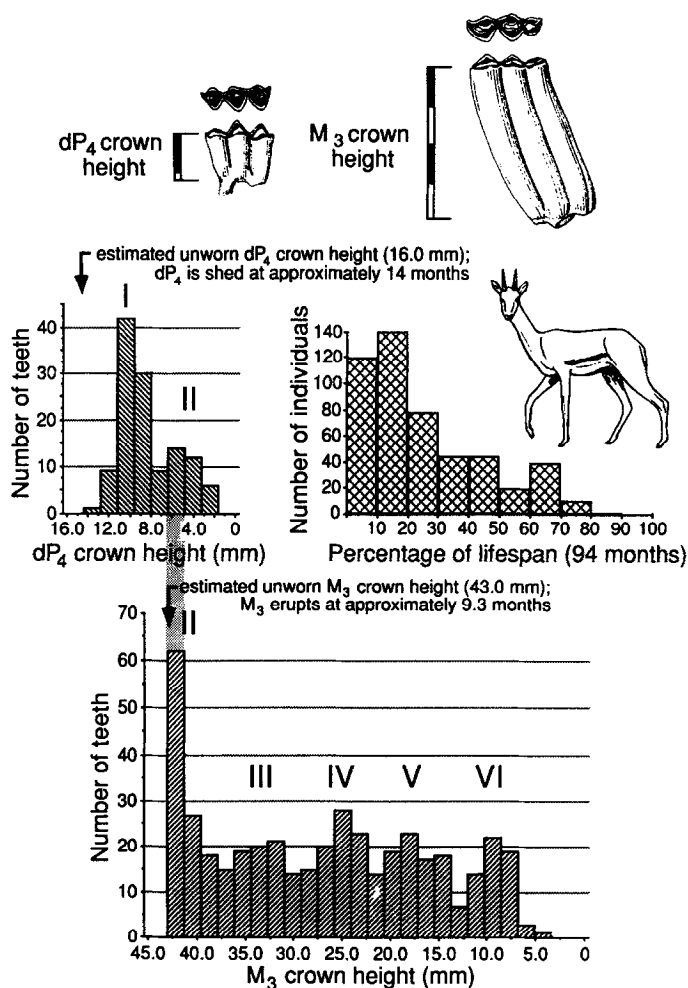 dP4 crown
height
M3 crown
height
estimated unworn dP4 crown height (16.0 mm);
dP4 is shed at approximately 14 months
I
II
Number of teeth
40
30
20
10
0
16.0 12.0 8.0 4.0 0
dP4 crown height (mm)
Number of individuals
140
120
100
80
60
40
20
0
10 20 30 40 50 60 70 80 90 100
Percentage of lifespan (94 months)
estimated unworn M3 crown height (43.0 mm);
M3 erupts at approximately 9.3 months
II
III IV V VI
Number of teeth
70
60
50
40
30
20
10
0
45.0 40.0 35.0 30.0 25.0 20.0 15.0 10.0 5.0 0
M3 crown height (mm)